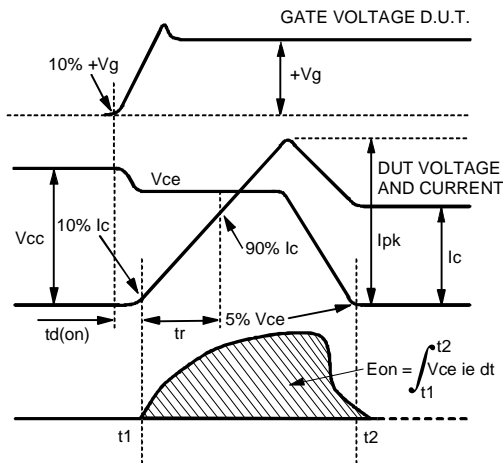 GATE VOLTAGE D.U.T.
10% +Vg
+Vg
DUT VOLTAGE
AND CURRENT
Vce
Vcc
10% Ic
90% Ic
Ipk
Ic
td(on)
tr
5% Vce
Eon = ∫ Vce ie dt
t2
t1
t1
t2